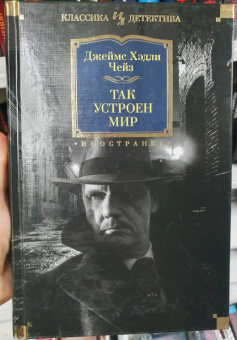 КЛАССИКА ДЕТЕКТИВА
Джеймс Хэдли
Чейз
ТАК
УСТРОЕН
МИР
•ИНОСТРАНКА•